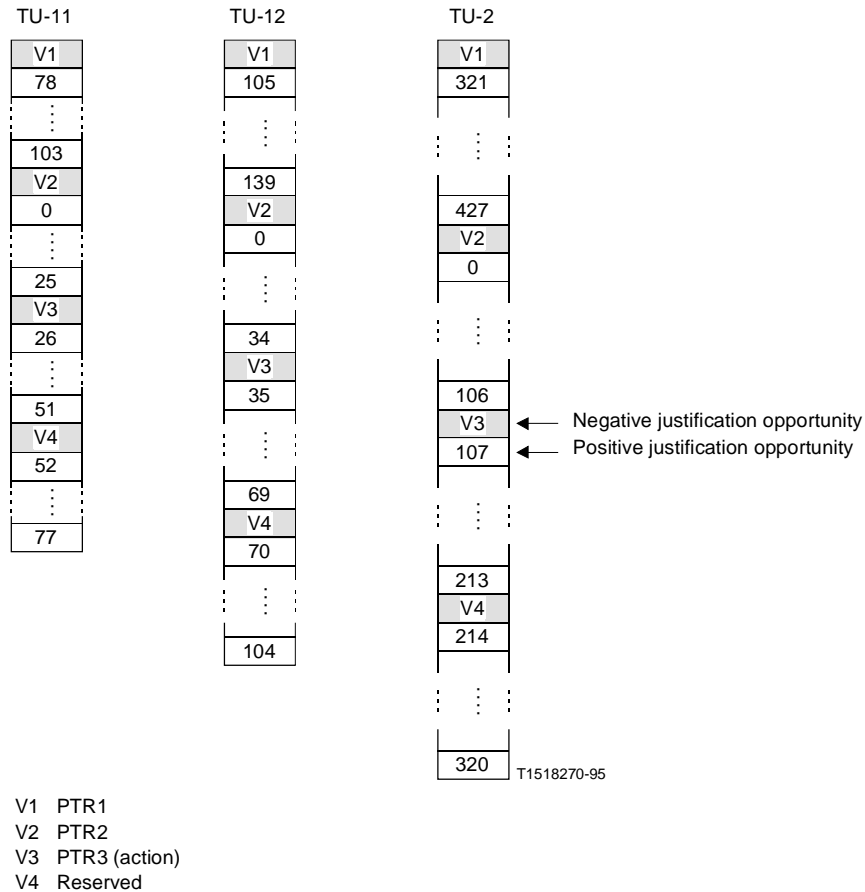 TU-11 TU-12 TU-2
V1 V1 V1
78 105 321
103
V2 139
0 V2 427
0 V2
0
25
V3 34
26 V3
35 106
V3 Negative justification opportunity
51 107 Positive justification opportunity
V4
52 69
V4
77 70
213
V4
104 214
320 T1518270-95
V1 PTR1
V2 PTR2
V3 PTR3 (action)
V4 Reserved